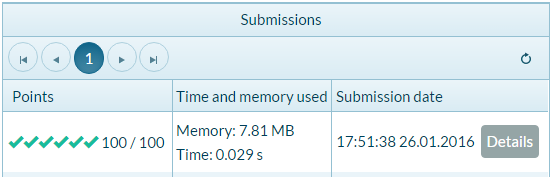 Submissions
1
Points Time and memory used Submission date
100 / 100 Memory: 7.81 MB 17:51:38 26.01.2016 Details
Time: 0.029 s